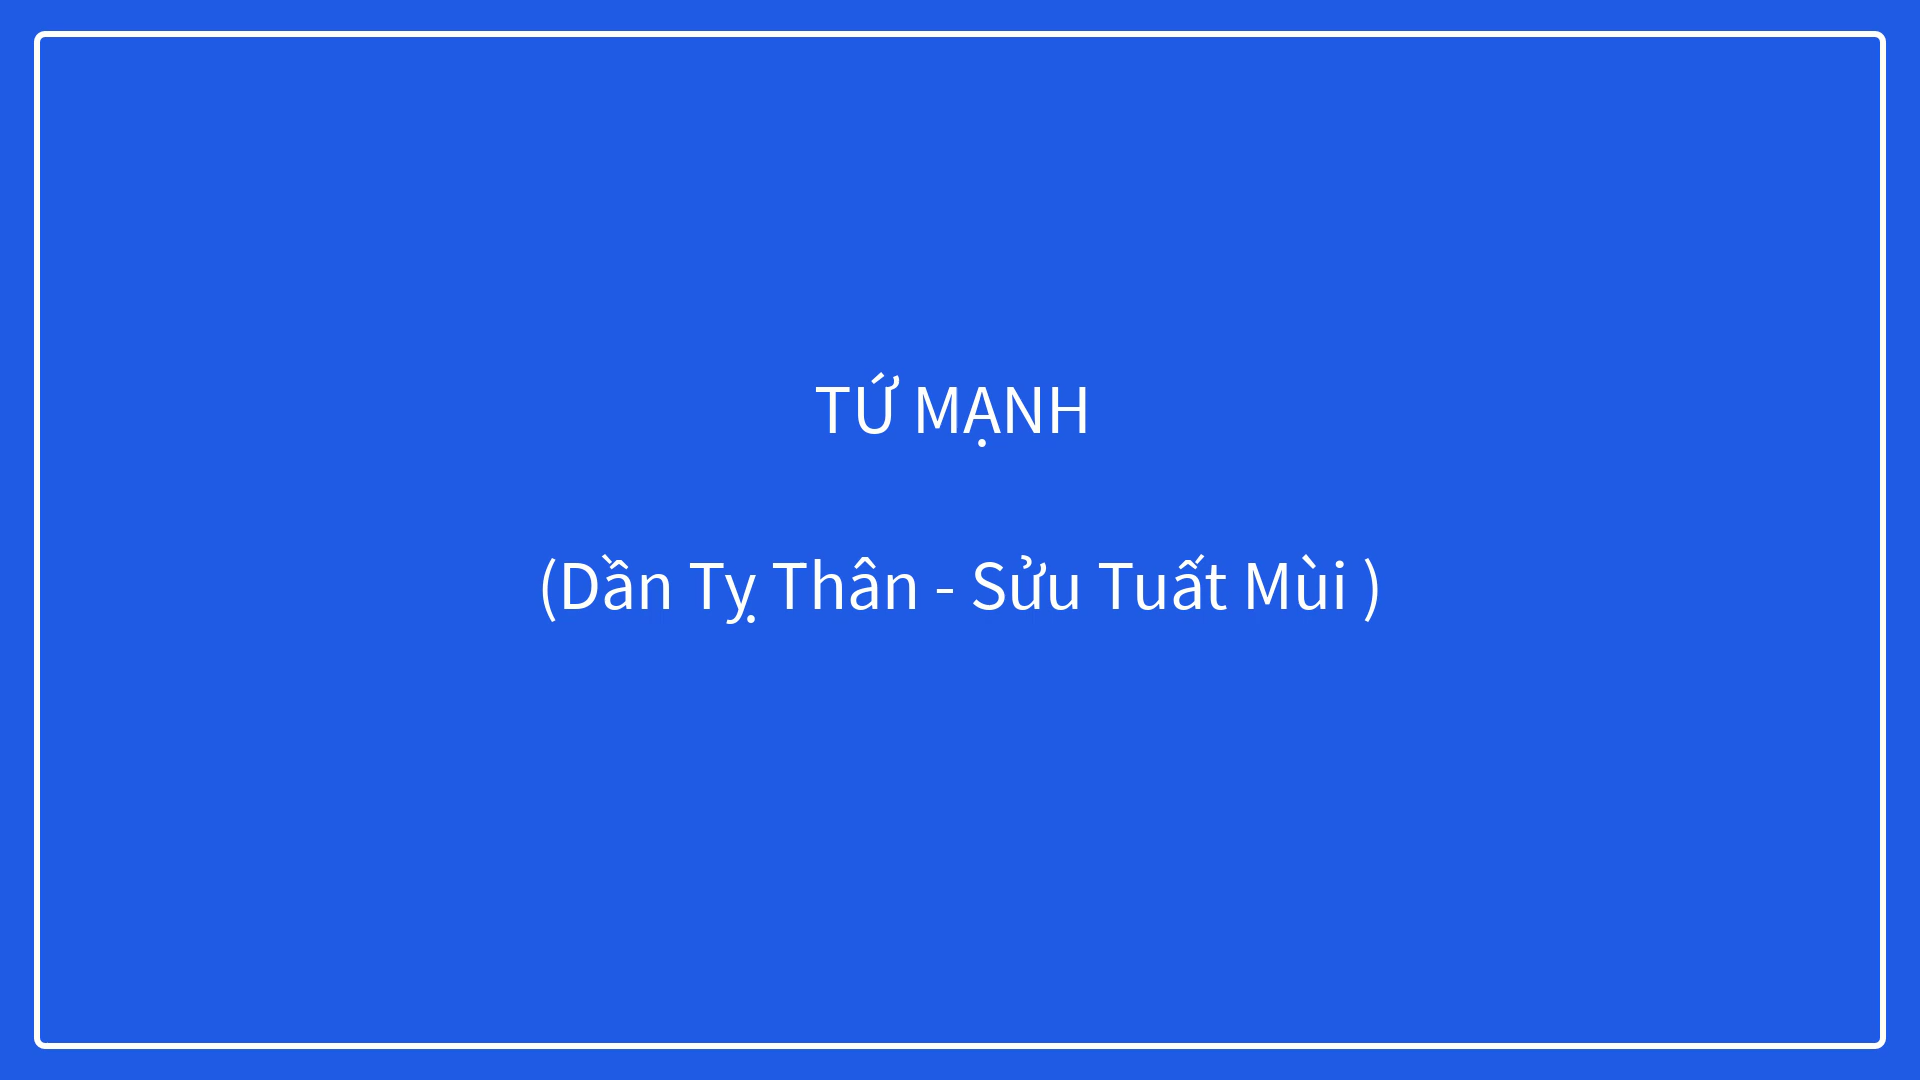 TỨ MẠNH
(Dần Tỵ Thân - Sửu Tuất Mùi )